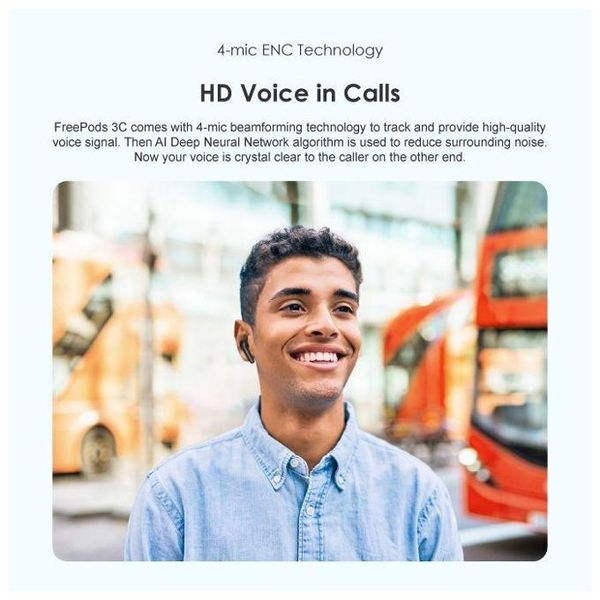 4-mic ENC Technology
HD Voice in Calls
FreePods 3C comes with 4-mic beamforming technology to track and provide high-quality
voice signal. Then AI Deep Neural Network algorithm is used to reduce surrounding noise.
Now your voice is crystal clear to the caller on the other end.